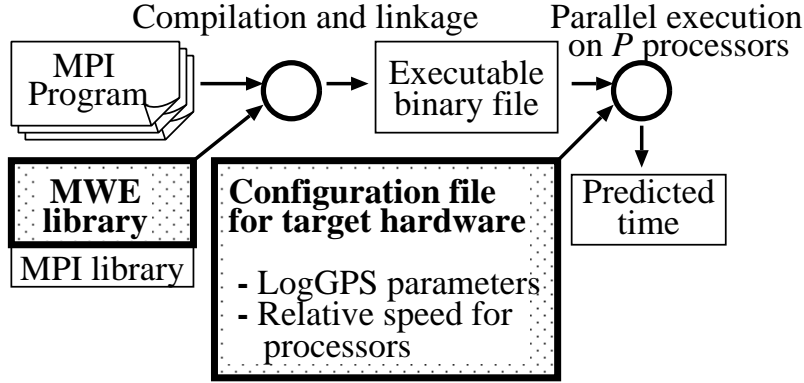 Compilation and linkage
Parallel execution
on P processors
MPI
Program
Executable
binary file
MWE
library
MPI library
Configuration file
for target hardware
- LogGPS parameters
- Relative speed for
processors
Predicted
time